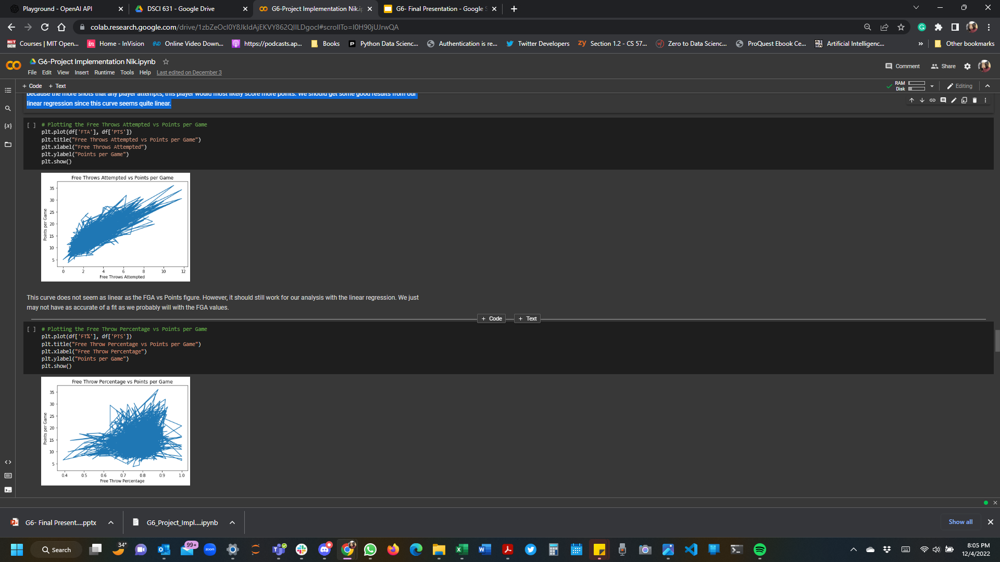 Playground - OpenAI API
DSCI 631 - Google Drive
G6-Project Implementation Nik.ip
G6- Final Presentation - Google S
colab.research.google.com/drive/1zbZeOcI0Y8JkIdAjEKVY862QIILDgocI#scrollTo=I0H90jUJrwQA
Courses | MIT Open...
Home - InVision
Online Video Down...
https://podcasts.ap...
Books
Python Data Scienc...
Authentication is re...
Twitter Developers
Section 1.2 - CS 57...
Zero to Data Scienc...
ProQuest Ebook Ce...
Artificial Intelligenc...
Other bookmarks
G6-Project Implementation Nik.ipynb
File Edit View Insert Runtime Tools Help Last edited on December 3
Comment Share
+ Code + Text
RAM
Disk
Editing
because the more shots that any player attempts, this player would most likely score more points. We should get some good results from our
linear regression since this curve seems quite linear.
[ ] # Plotting the Free Throws Attempted vs Points per Game
plt.plot(df['FTA'], df['PTS'])
plt.title("Free Throws Attempted vs Points per Game")
plt.xlabel("Free Throws Attempted")
plt.ylabel("Points per Game")
plt.show()
Free Throws Attempted vs Points per Game
Points per Game
35
30
25
20
15
10
5
0 2 4 6 8 10 12
Free Throws Attempted
This curve does not seem as linear as the FGA vs Points figure. However, it should still work for our analysis with the linear regression. We just
may not have as accurate of a fit as we probably will with the FGA values.
+ Code + Text
[ ] # Plotting the Free Throw Percentage vs Points per Game
plt.plot(df['FT%'], df['PTS'])
plt.title("Free Throw Percentage vs Points per Game")
plt.xlabel("Free Throw Percentage")
plt.ylabel("Points per Game")
plt.show()
Free Throw Percentage vs Points per Game
Points per Game
35
30
25
20
15
10
5
0.4 0.5 0.6 0.7 0.8 0.9 1.0
Free Throw Percentage
G6- Final Present....pptx
G6_Project_Impl....ipynb
Show all
Search
34°
99+
zoom
8:05 PM
12/4/2022